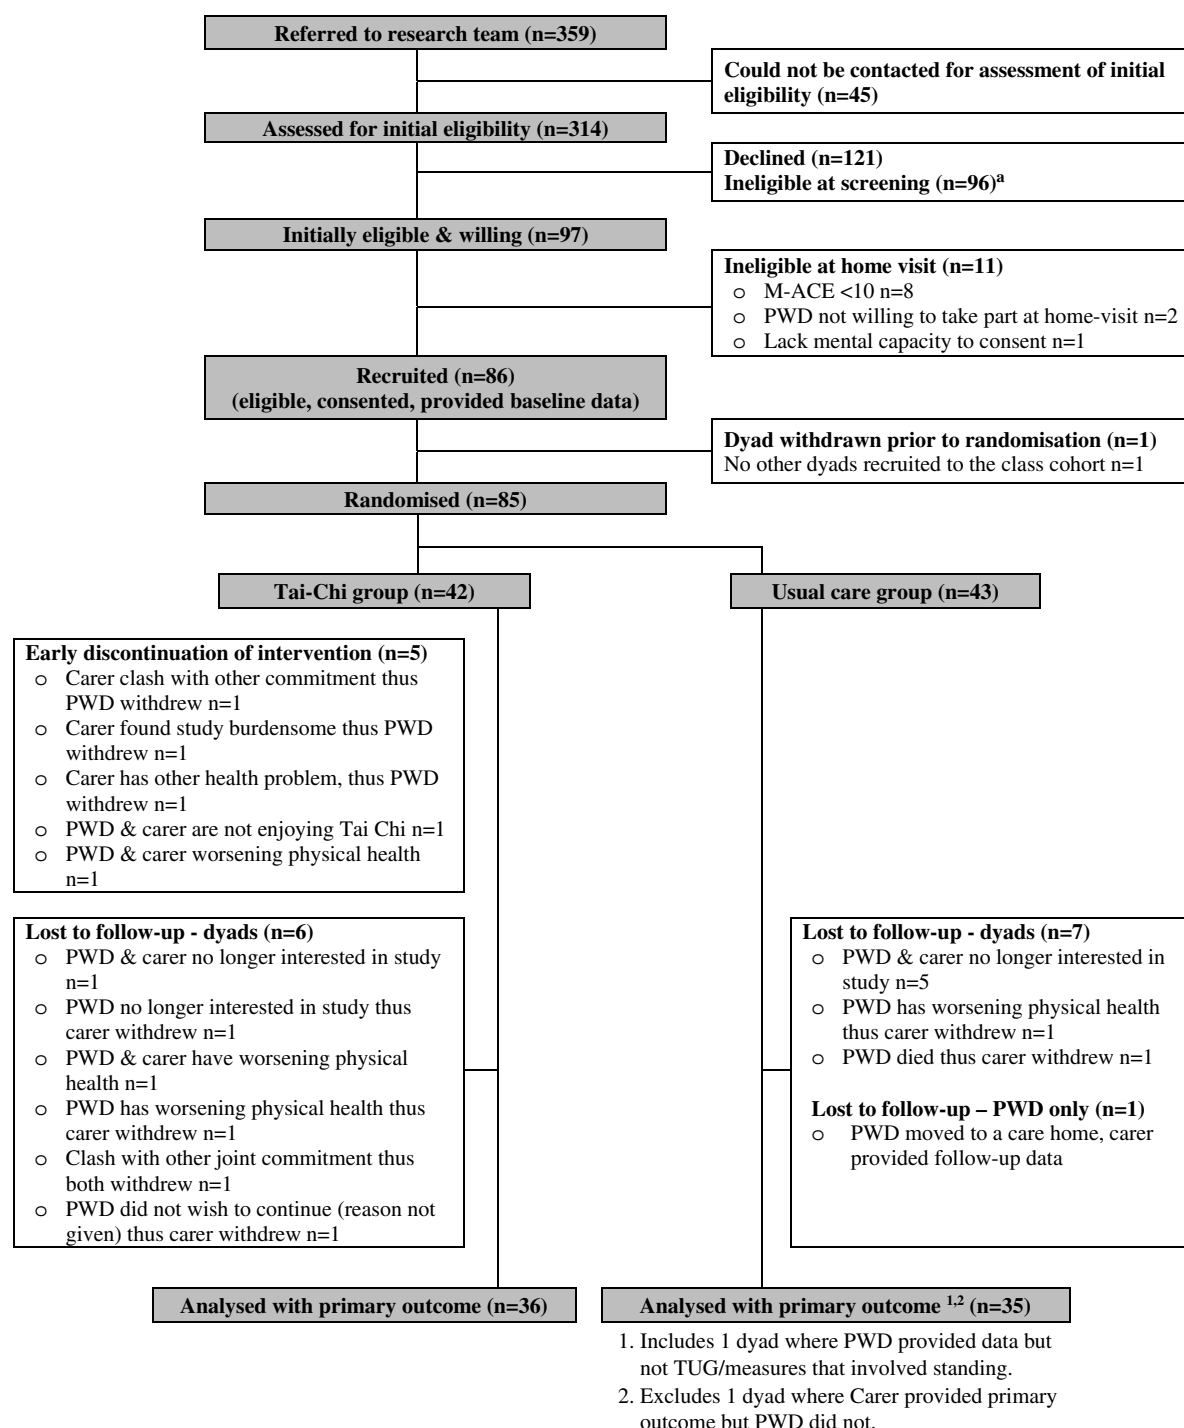 Referred to research team (n=359)
Could not be contacted for assessment of initial
eligibility (n=45)
Assessed for initial eligibility (n=314)
Declined (n=121)
Ineligible at screening (n=96)a
Initially eligible & willing (n=97)
Ineligible at home visit (n=11)
o M-ACE <10 n=8
o PWD not willing to take part at home-visit n=2
o Lack mental capacity to consent n=1
Recruited (n=86)
(eligible, consented, provided baseline data)
Dyad withdrawn prior to randomisation (n=1)
No other dyads recruited to the class cohort n=1
Randomised (n=85)
Tai-Chi group (n=42)
Usual care group (n=43)
Early discontinuation of intervention (n=5)
o Carer clash with other commitment thus
PWD withdrew n=1
o Carer found study burdensome thus PWD
withdrew n=1
o Carer has other health problem, thus PWD
withdrew n=1
o PWD & carer are not enjoying Tai Chi n=1
o PWD & carer worsening physical health
n=1
Lost to follow-up - dyads (n=6)
o PWD & carer no longer interested in study
n=1
o PWD no longer interested in study thus
carer withdrew n=1
o PWD & carer have worsening physical
health n=1
o PWD has worsening physical health thus
carer withdrew n=1
o Clash with other joint commitment thus
both withdrew n=1
o PWD did not wish to continue (reason not
given) thus carer withdrew n=1
Lost to follow-up - dyads (n=7)
o PWD & carer no longer interested in
study n=5
o PWD has worsening physical health
thus carer withdrew n=1
o PWD died thus carer withdrew n=1
Lost to follow-up – PWD only (n=1)
o PWD moved to a care home, carer
provided follow-up data
Analysed with primary outcome (n=36)
Analysed with primary outcome 1,2 (n=35)
1. Includes 1 dyad where PWD provided data but
not TUG/measures that involved standing.
2. Excludes 1 dyad where Carer provided primary
outcome but PWD did not.